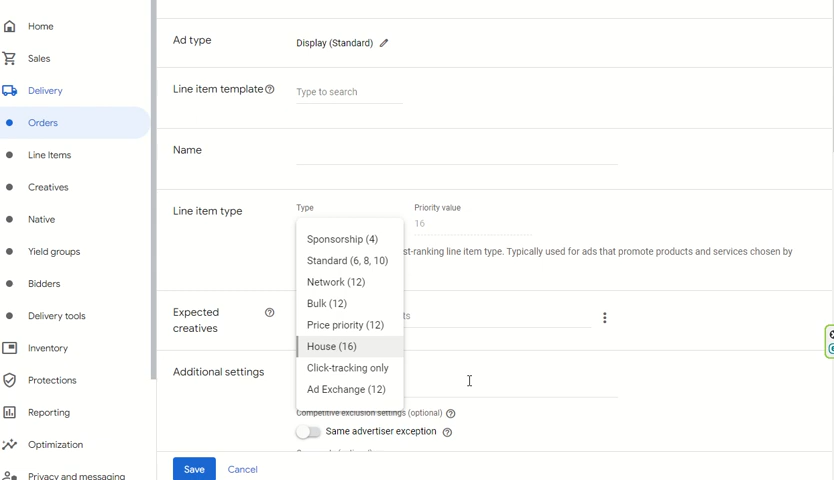 Home
Sales
Delivery
Orders
Line Items
Creatives
Native
Yield groups
Bidders
Delivery tools
Inventory
Protections
Reporting
Optimization
Privacy and messaging
Ad type
Display (Standard)
Line item template
Type to search
Name
Line item type
Type
Priority value
16
Sponsorship (4)
Standard (6, 8, 10)
Network (12)
Bulk (12)
Price priority (12)
House (16)
Click-tracking only
Ad Exchange (12)
st-ranking line item type. Typically used for ads that promote products and services chosen by
Expected
creatives
ts
Additional settings
Competitive exclusion settings (optional)
Same advertiser exception
Save
Cancel